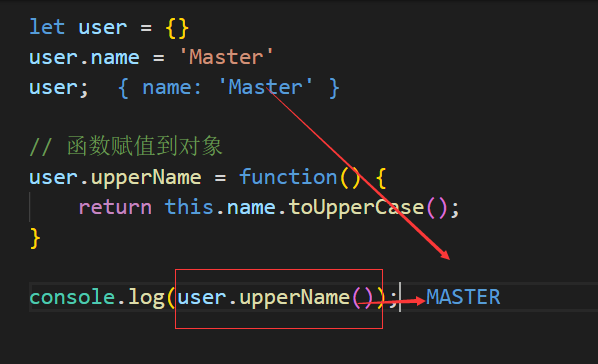 let user = {}
user.name = 'Master'
user;  { name: 'Master' }
// 函数赋值到对象
user.upperName = function() {
    return this.name.toUpperCase();
}
console.log(user.upperName());  MASTER